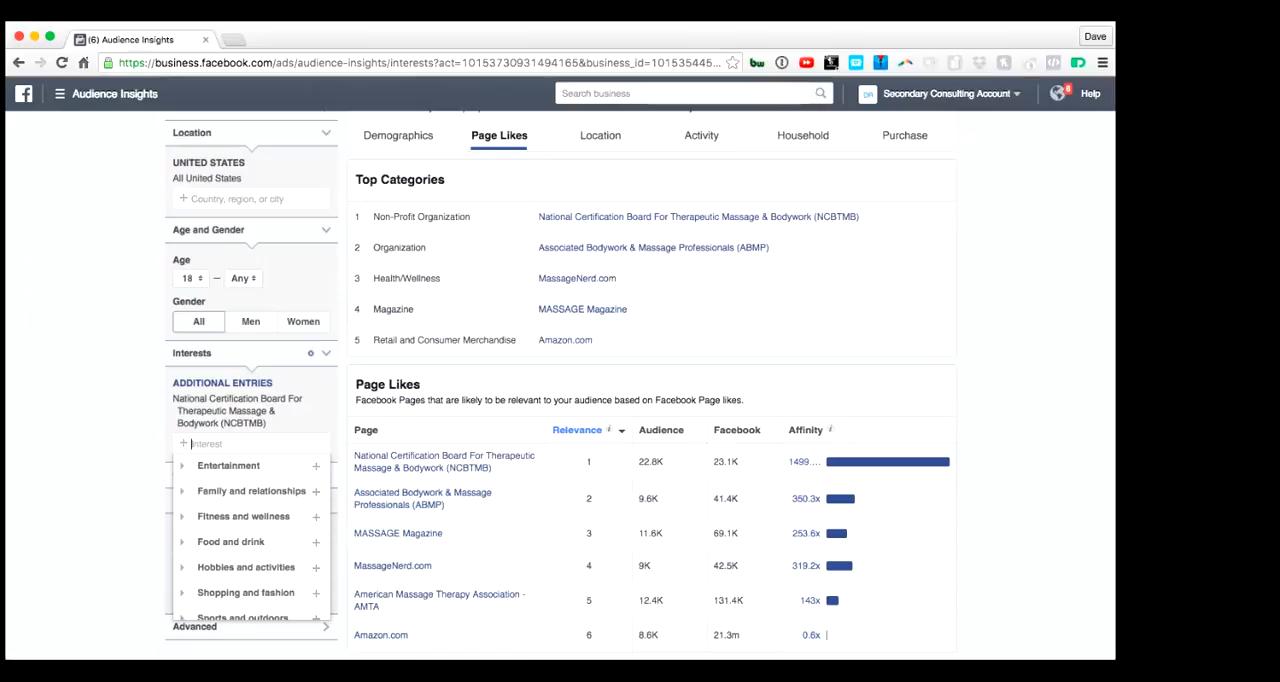 (6) Audience Insights
Dave
https://business.facebook.com/ads/audience-insights/interests?act=10153730931494165&business_id=101535445...
Audience Insights
Search business
Secondary Consulting Account
8
Help
Location
UNITED STATES
All United States
+ Country, region, or city
Age and Gender
Age
18 — Any
Gender
All Men Women
Interests
ADDITIONAL ENTRIES
National Certification Board For
Therapeutic Massage &
Bodywork (NCBTMB)
+ Interest
Entertainment +
Family and relationships +
Fitness and wellness +
Food and drink +
Hobbies and activities +
Shopping and fashion +
Sports and outdoors
Advanced
Demographics Page Likes Location Activity Household Purchase
Top Categories
1 Non-Profit Organization National Certification Board For Therapeutic Massage & Bodywork (NCBTMB)
2 Organization Associated Bodywork & Massage Professionals (ABMP)
3 Health/Wellness MassageNerd.com
4 Magazine MASSAGE Magazine
5 Retail and Consumer Merchandise Amazon.com
Page Likes
Facebook Pages that are likely to be relevant to your audience based on Facebook Page likes.
Page Relevance Audience Facebook Affinity
National Certification Board For Therapeutic
Massage & Bodywork (NCBTMB) 1 22.8K 23.1K 1499....
Associated Bodywork & Massage
Professionals (ABMP) 2 9.6K 41.4K 350.3x
MASSAGE Magazine 3 11.6K 69.1K 253.6x
MassageNerd.com 4 9K 42.5K 319.2x
American Massage Therapy Association -
AMTA 5 12.4K 131.4K 143x
Amazon.com 6 8.6K 21.3m 0.6x